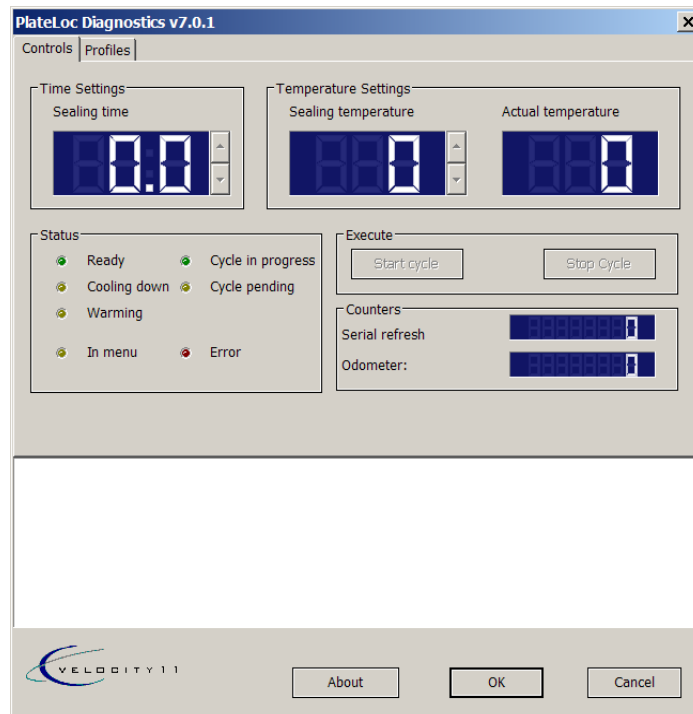 PlateLoc Diagnostics v7.0.1
Controls Profiles
Time Settings
Sealing time
0.0
Temperature Settings
Sealing temperature Actual temperature
0 0
Status
Ready Cycle in progress
Cooling down Cycle pending
Warming
In menu Error
Execute
Start cycle Stop Cycle
Counters
Serial refresh 0
Odometer: 0
VELOCITY11
About OK Cancel